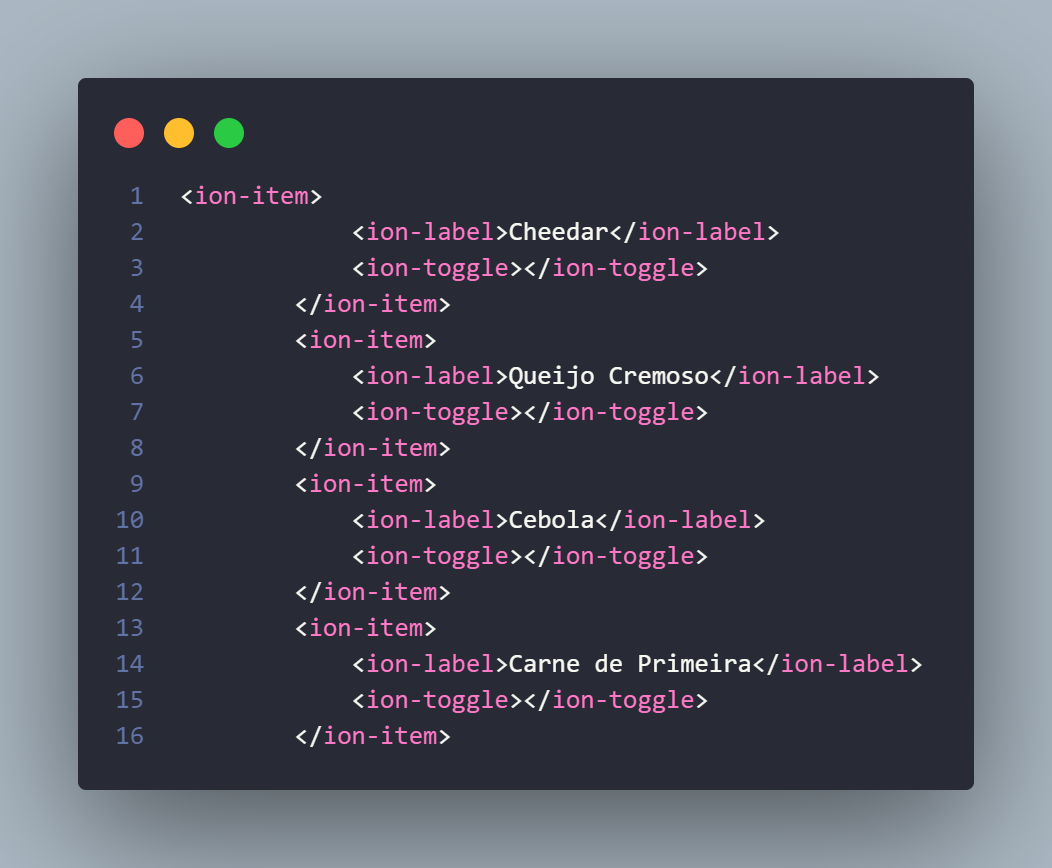 1 <ion-item>
2 <ion-label>Cheedar</ion-label>
3 <ion-toggle></ion-toggle>
4 </ion-item>
5 <ion-item>
6 <ion-label>Queijo Cremoso</ion-label>
7 <ion-toggle></ion-toggle>
8 </ion-item>
9 <ion-item>
10 <ion-label>Cebola</ion-label>
11 <ion-toggle></ion-toggle>
12 </ion-item>
13 <ion-item>
14 <ion-label>Carne de Primeira</ion-label>
15 <ion-toggle></ion-toggle>
16 </ion-item>